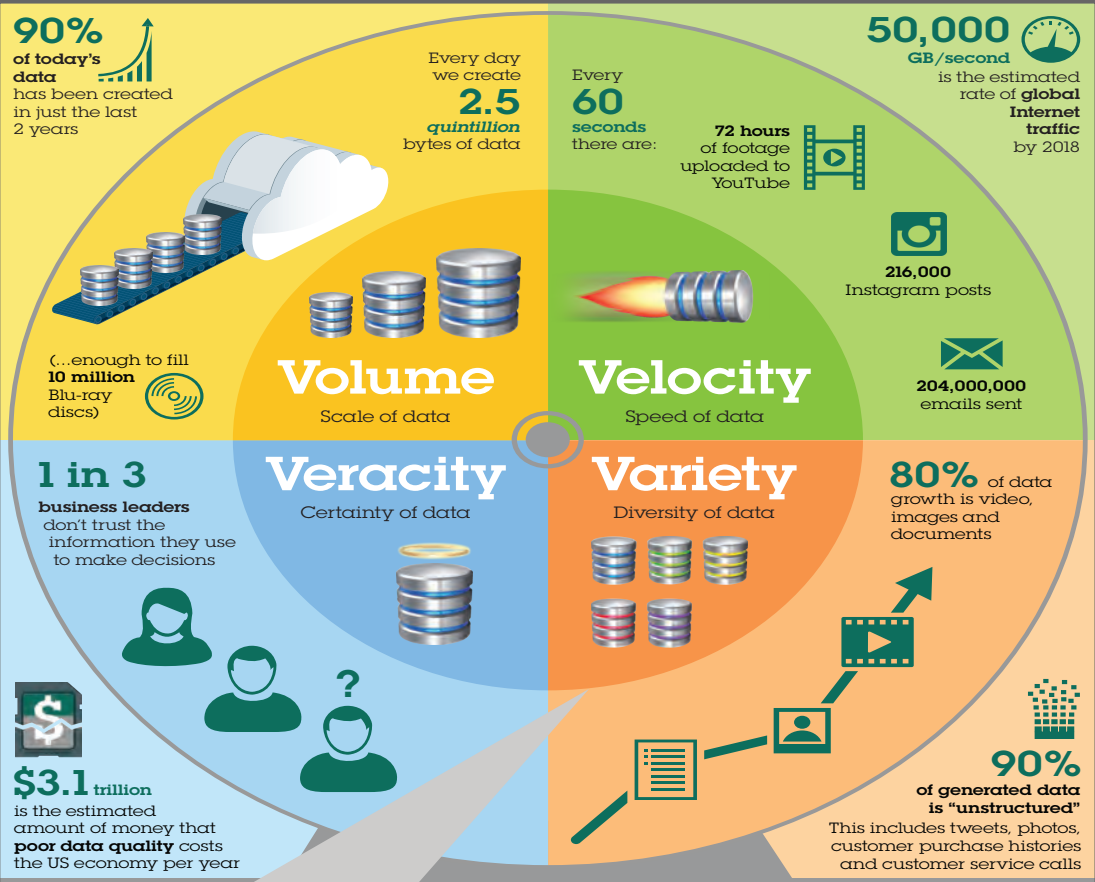 90%
of today's
data
has been created
in just the last
2 years
Every day
we create
2.5
quintillion
bytes of data
(...enough to fill
10 million
Blu-ray
discs)
Volume
Scale of data
Every
60
seconds
there are:
72 hours
of footage
uploaded to
YouTube
50,000
GB/second
is the estimated
rate of global
Internet
traffic
by 2018
216,000
Instagram posts
204,000,000
emails sent
Velocity
Speed of data
Veracity
Certainty of data
1 in 3
business leaders
don't trust the
information they use
to make decisions
?
$
$3.1 trillion
is the estimated
amount of money that
poor data quality costs
the US economy per year
Variety
Diversity of data
80% of data
growth is video,
images and
documents
90%
of generated data
is "unstructured"
This includes tweets, photos,
customer purchase histories
and customer service calls